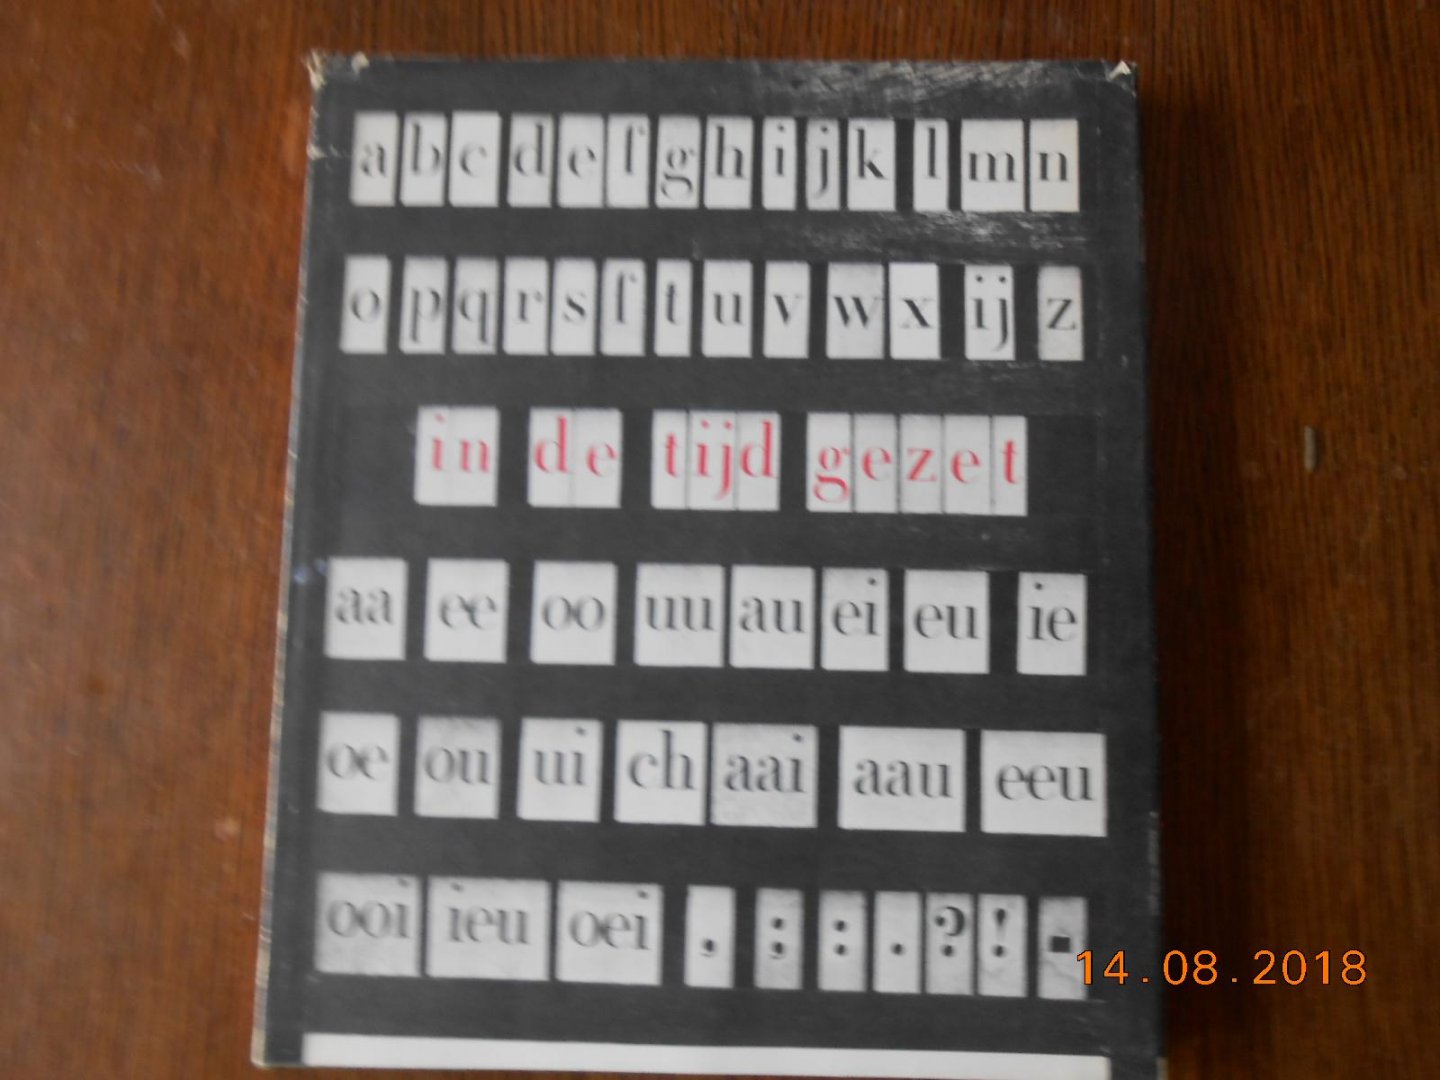 a b c d e f g h i j k l m n
o p q r s ſ t u v w x ij z
in de tijd gezet
aa ee oo uu au ei eu ie
oe ou ui ch aai aau eeu
ooi ieu oei , ; : . ? ! -
14.08.2018